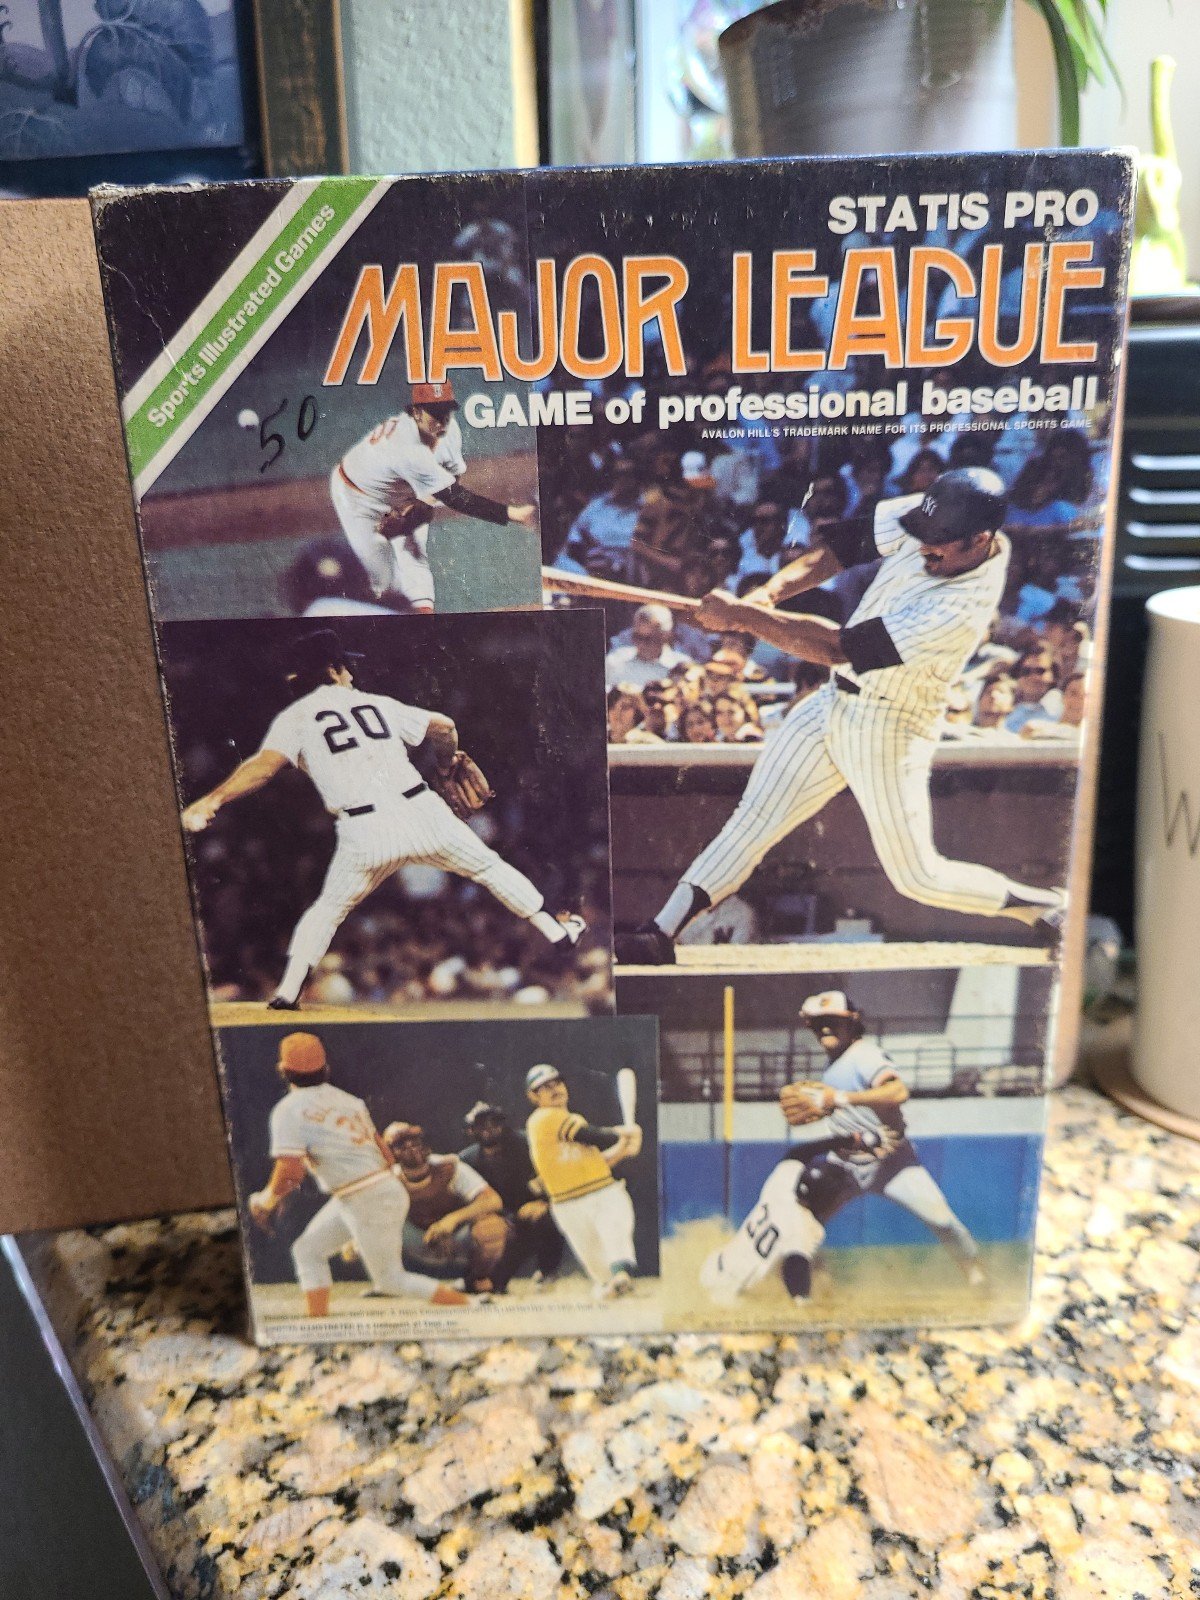 STATIS PRO
Sports Illustrated Games
MAJOR LEAGUE
GAME of professional baseball
AVALON HILL'S TRADEMARK NAME FOR ITS PROFESSIONAL SPORTS GAME
50
NY
20
20
W